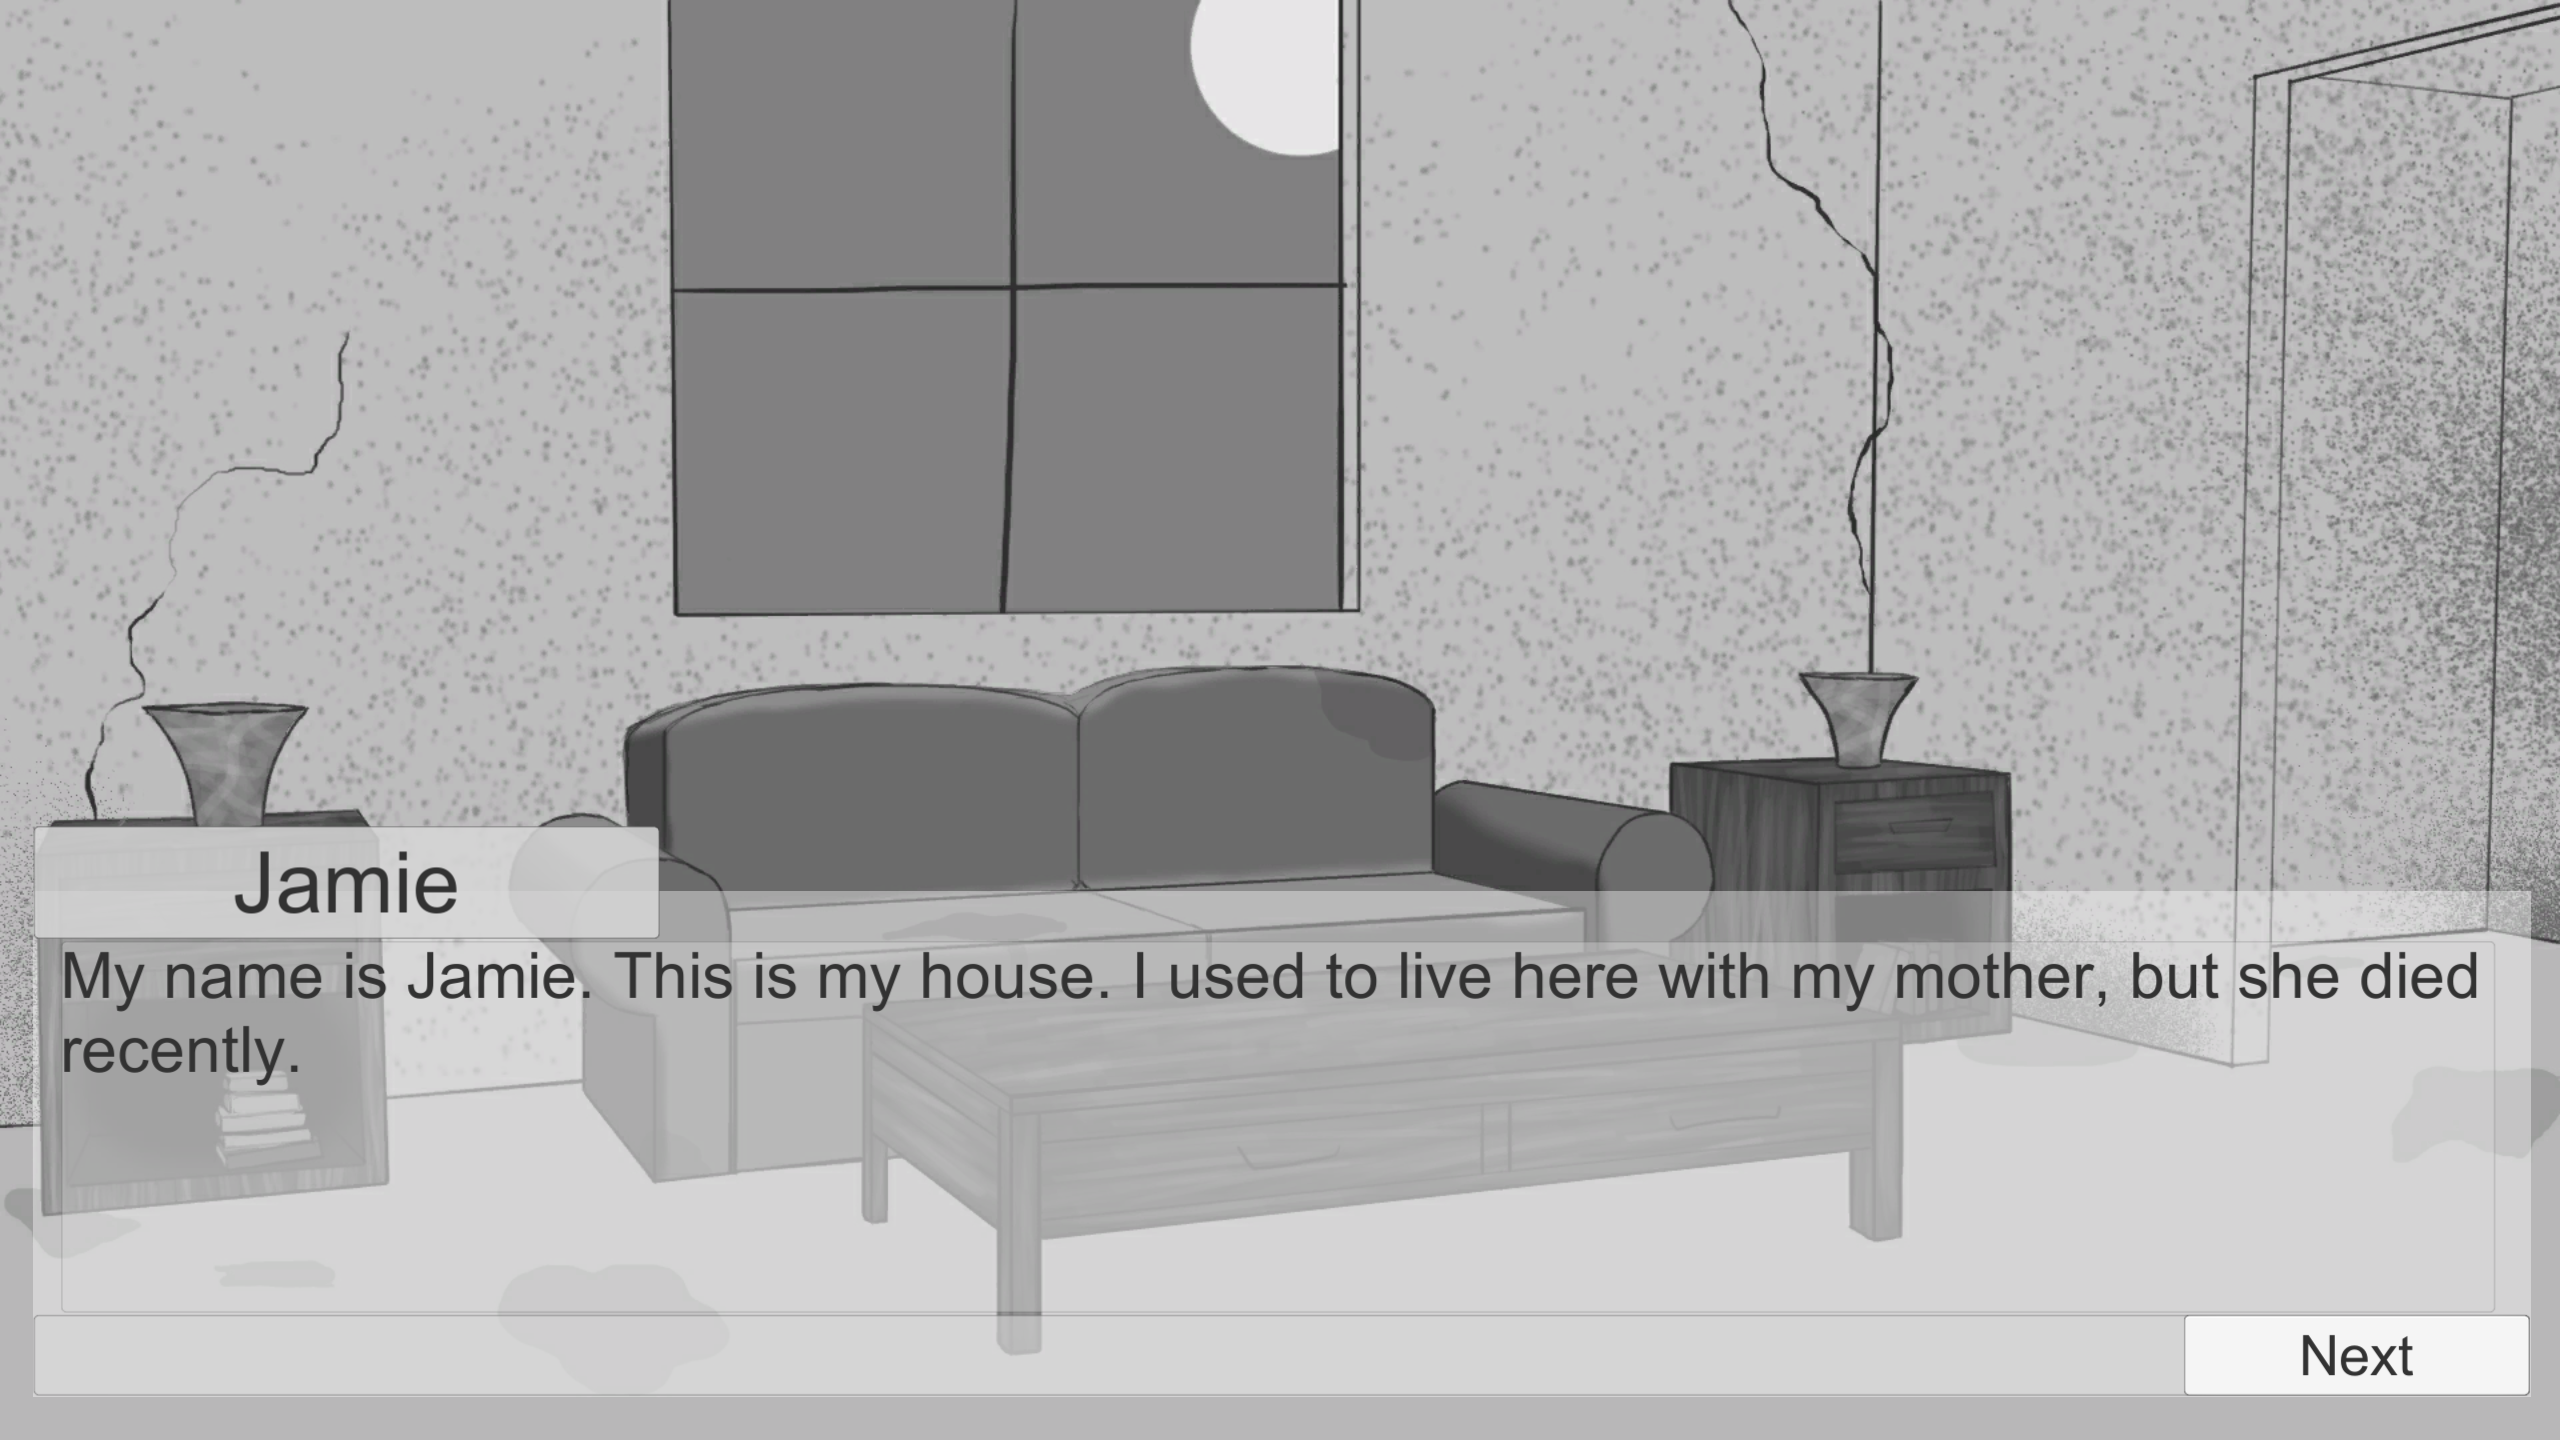 Jamie
My name is Jamie. This is my house. I used to live here with my mother, but she died
recently.
Next